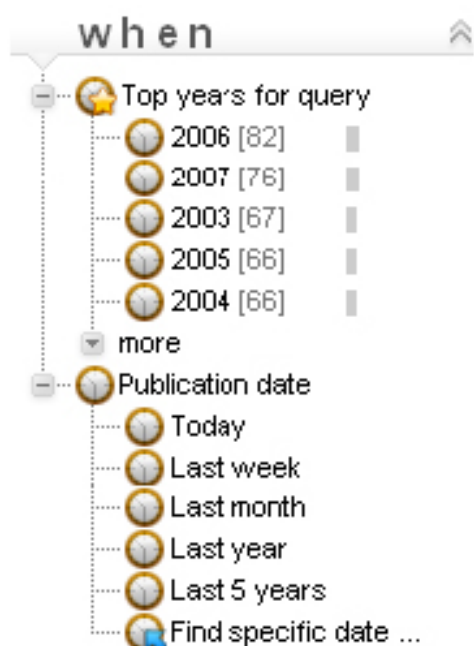 when
Top years for query
2006 [82]
2007 [76]
2003 [67]
2005 [66]
2004 [66]
more
Publication date
Today
Last week
Last month
Last year
Last 5 years
Find specific date ...